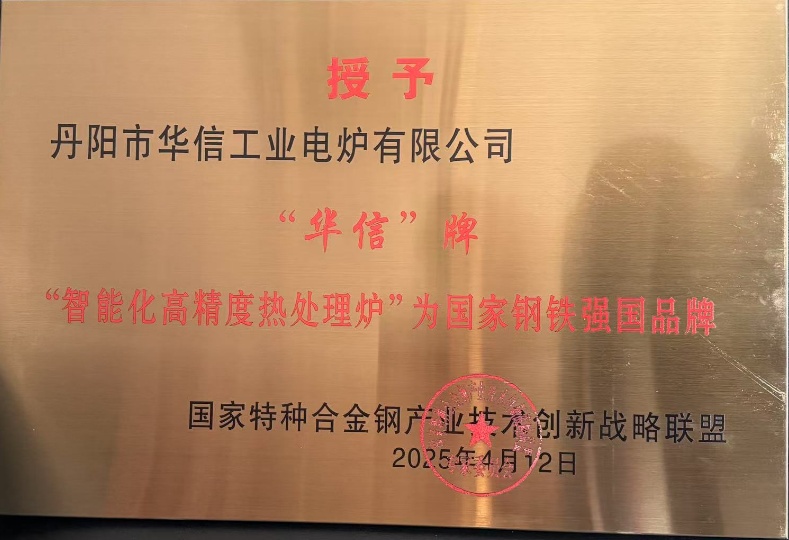 授予
丹阳市华信工业电炉有限公司
“华信”牌
“智能化高精度热处理炉”为国家钢铁强国品牌
国家特种合金钢产业技术创新战略联盟
2025年4月12日